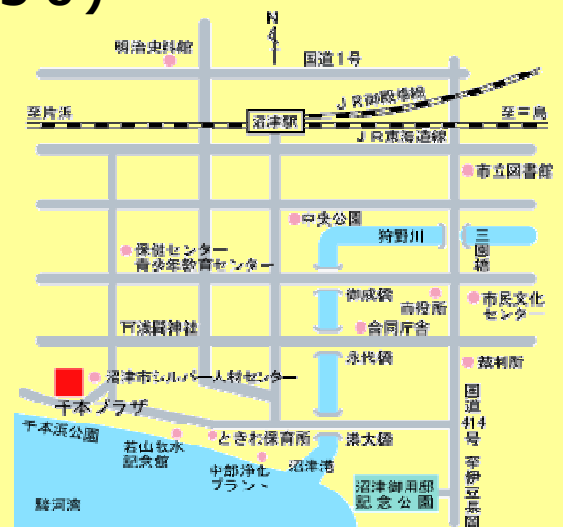 N
明治史料館
国道1号
JR御殿場線
至片浜
沼津駅
至三島
JR東海道線
市立図書館
中央公園
狩野川
三園橋
保健センター
青少年教育センター
御成橋
市役所
市民文化
センター
浅間神社
合同庁舎
永代橋
裁判所
沼津市シルバー人材センター
千本プラザ
千本浜公園
国道414号
至伊豆長岡
若山牧水
記念館
ときわ保育所
港大橋
中部浄化
プラント
沼津港
沼津御用邸
記念公園
駿河湾